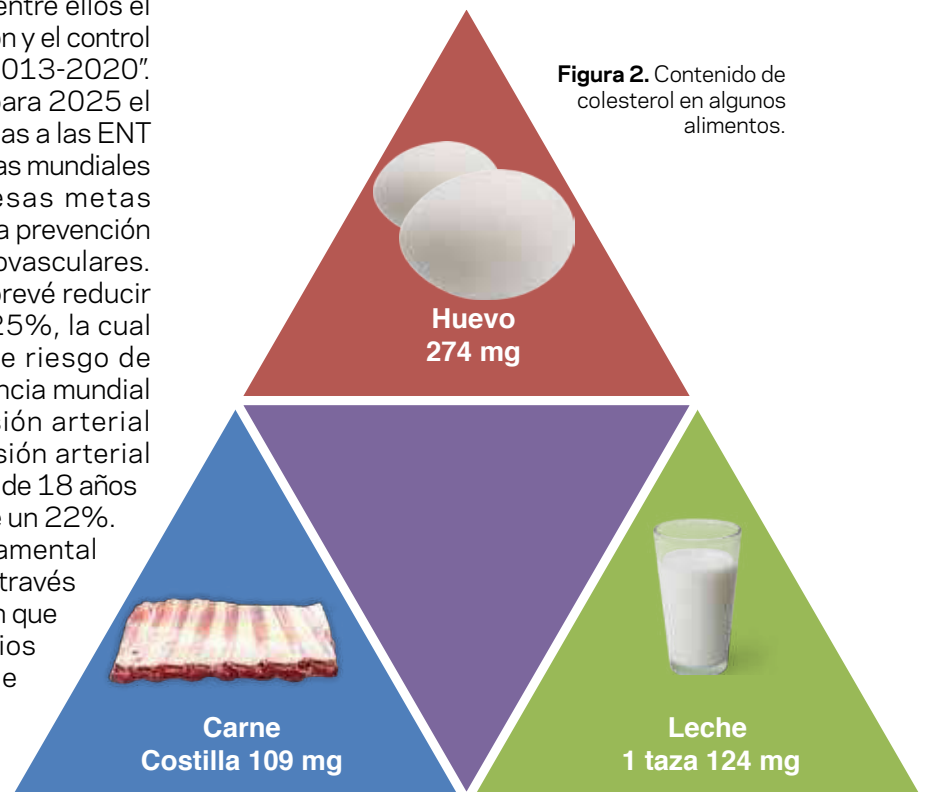 entre ellos el
n y el control
013-2020”.
para 2025 el
as a las ENT
as mundiales
esas metas
a prevención
ovasculares.
prevé reducir
25%, la cual
e riesgo de
ncia mundial
sión arterial
sión arterial
de 18 años
e un 22%.
amental
través
n que
ios
e
Figura 2. Contenido de
colesterol en algunos
alimentos.
Huevo
274 mg
Carne
Costilla 109 mg
Leche
1 taza 124 mg